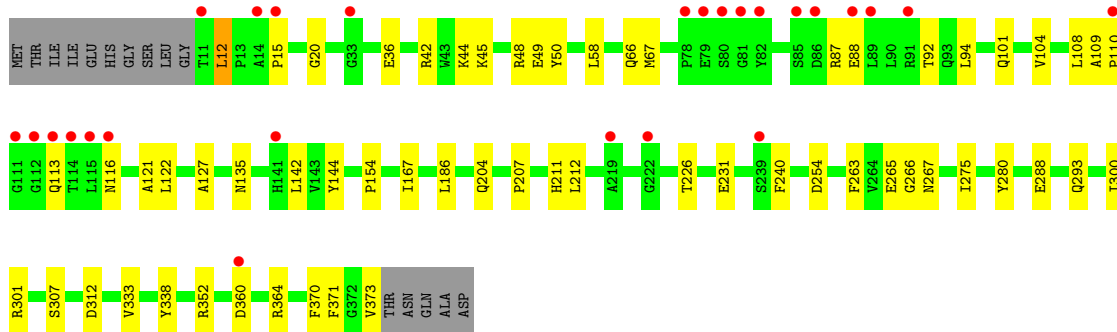 MET THR ILE ILE GLU HIS GLY SER LEU GLY T11 L12 P13 A14 P15 G20 G33 E36 R42 W43 K44 K45 R48 E49 Y50 L58 Q66 M67 P78 E79 S80 G81 Y82 S85 D86 R87 E88 L89 L90 R91 T92 Q93 L94 Q101 V104 L108 A109 P110
G111 G112 Q113 T114 L115 N116 A121 L122 A127 N135 H141 L142 V143 Y144 P154 I167 L186 Q204 P207 H211 L212 A219 G222 T226 E231 S239 F240 D254 F263 V264 E265 G266 N267 I275 Y280 E288 Q293 I300
R301 S307 D312 V333 Y338 R352 D360 R364 F370 F371 G372 V373 THR ASN GLN ALA ASP